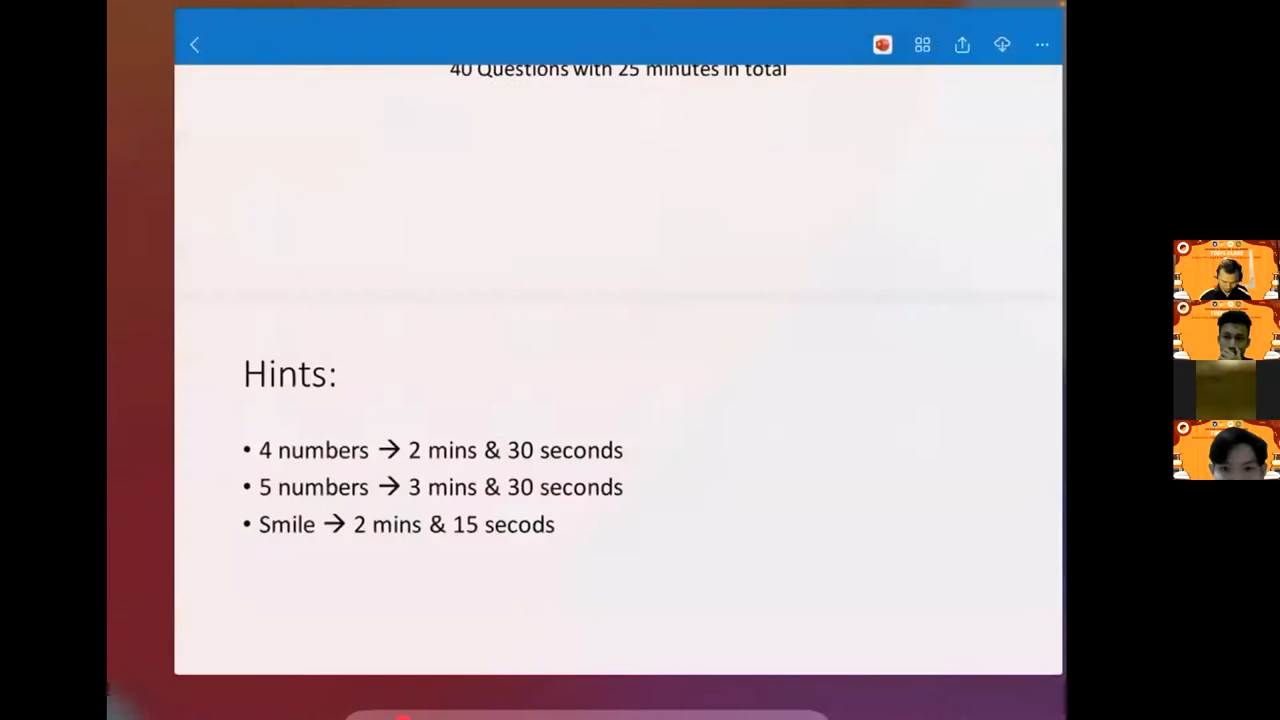 40 Questions with 25 minutes in total
Hints:
• 4 numbers → 2 mins & 30 seconds
• 5 numbers → 3 mins & 30 seconds
• Smile → 2 mins & 15 secods